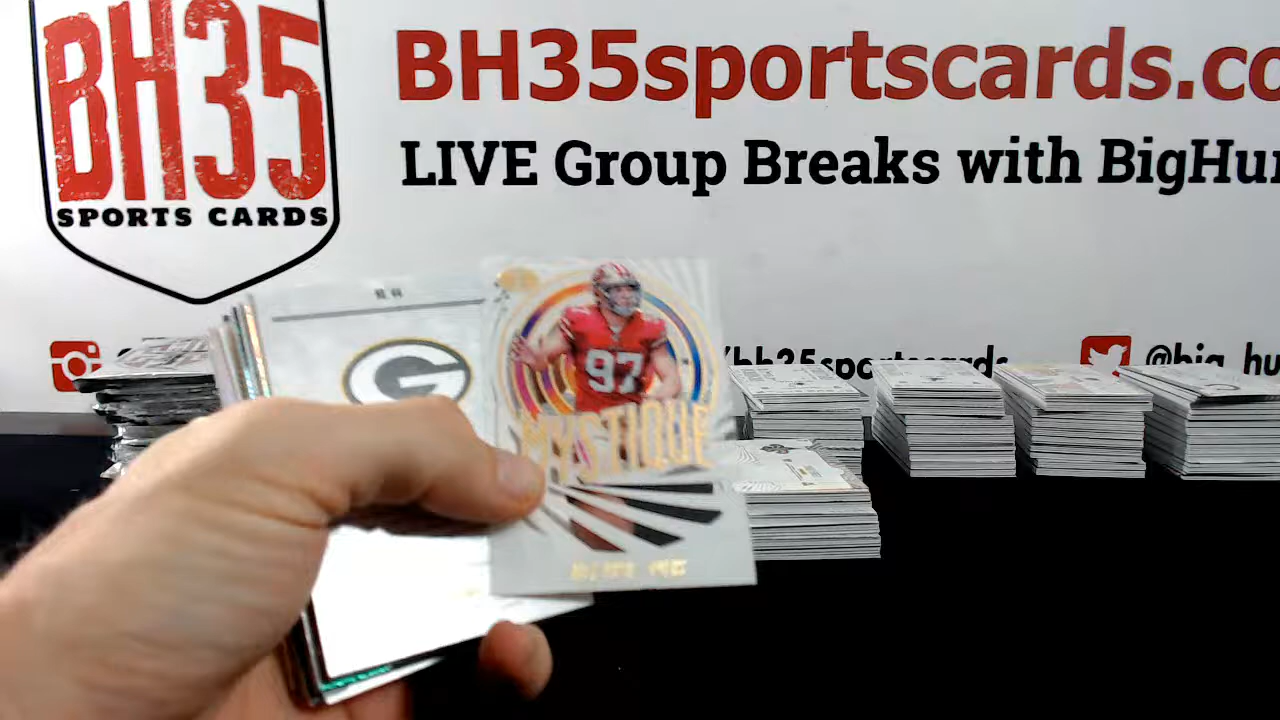 BH35
SPORTS CARDS
BH35sportscards.co
LIVE Group Breaks with BigHu
/bh35sportscards
@big_hu
G
97
MYSTIQUE